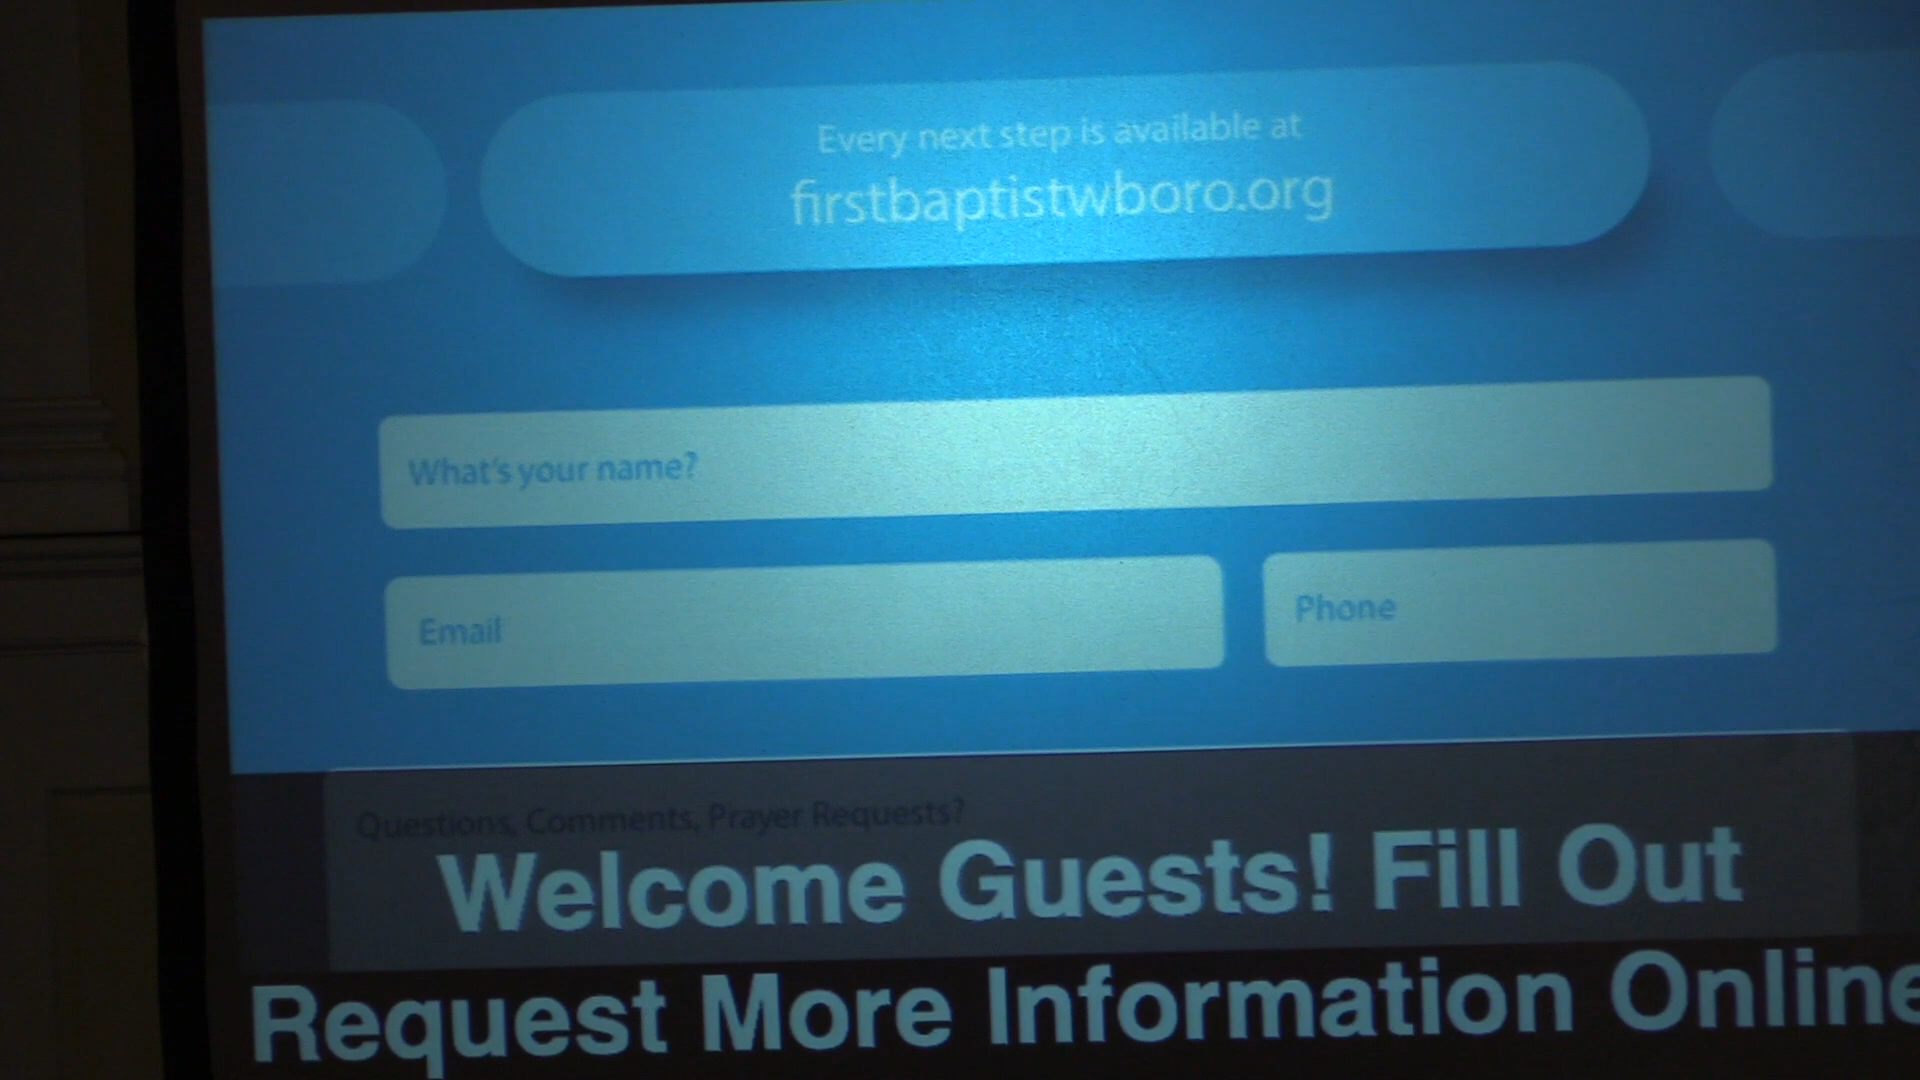 Every next step is available at
firstbaptistwboro.org
What's your name?
Email
Phone
Questions, Comments, Prayer Requests?
Welcome Guests! Fill Out
Request More Information Online